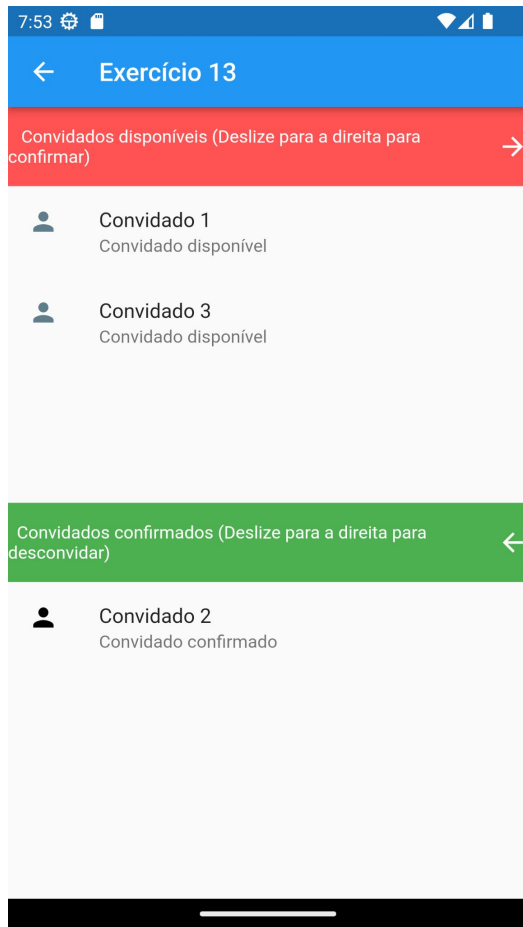 7:53
Exercício 13
Convidados disponíveis (Deslize para a direita para
confirmar)
Convidado 1
Convidado disponível
Convidado 3
Convidado disponível
Convidados confirmados (Deslize para a direita para
desconvidar)
Convidado 2
Convidado confirmado